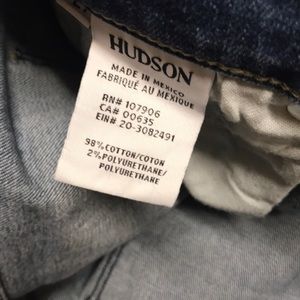 HUDSON
MADE IN MEXICO
FABRIQUÉ AU MEXIQUE
RN# 107906
CA# 00635
EIN# 20-3082491
98% COTTON/COTON
2% POLYURETHANE/
POLYURETHANE